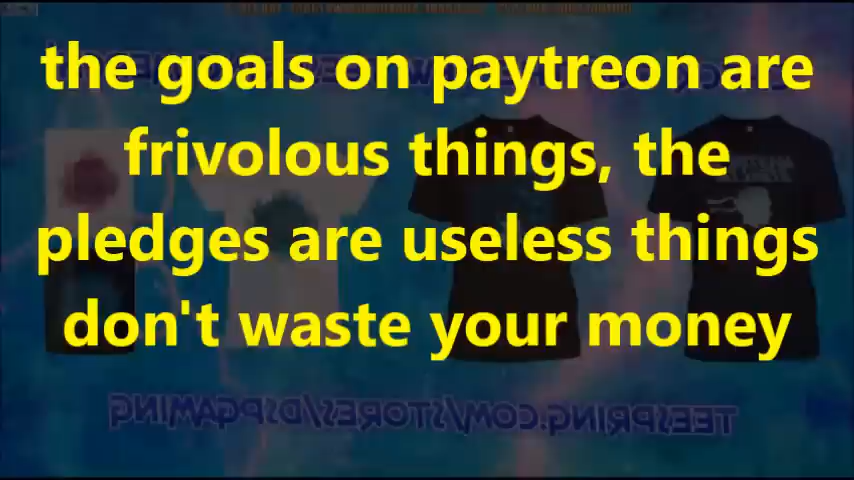 the goals on paytreon are
frivolous things, the
pledges are useless things
don't waste your money
TEESPRING.COM/STORES/DSPGAMING